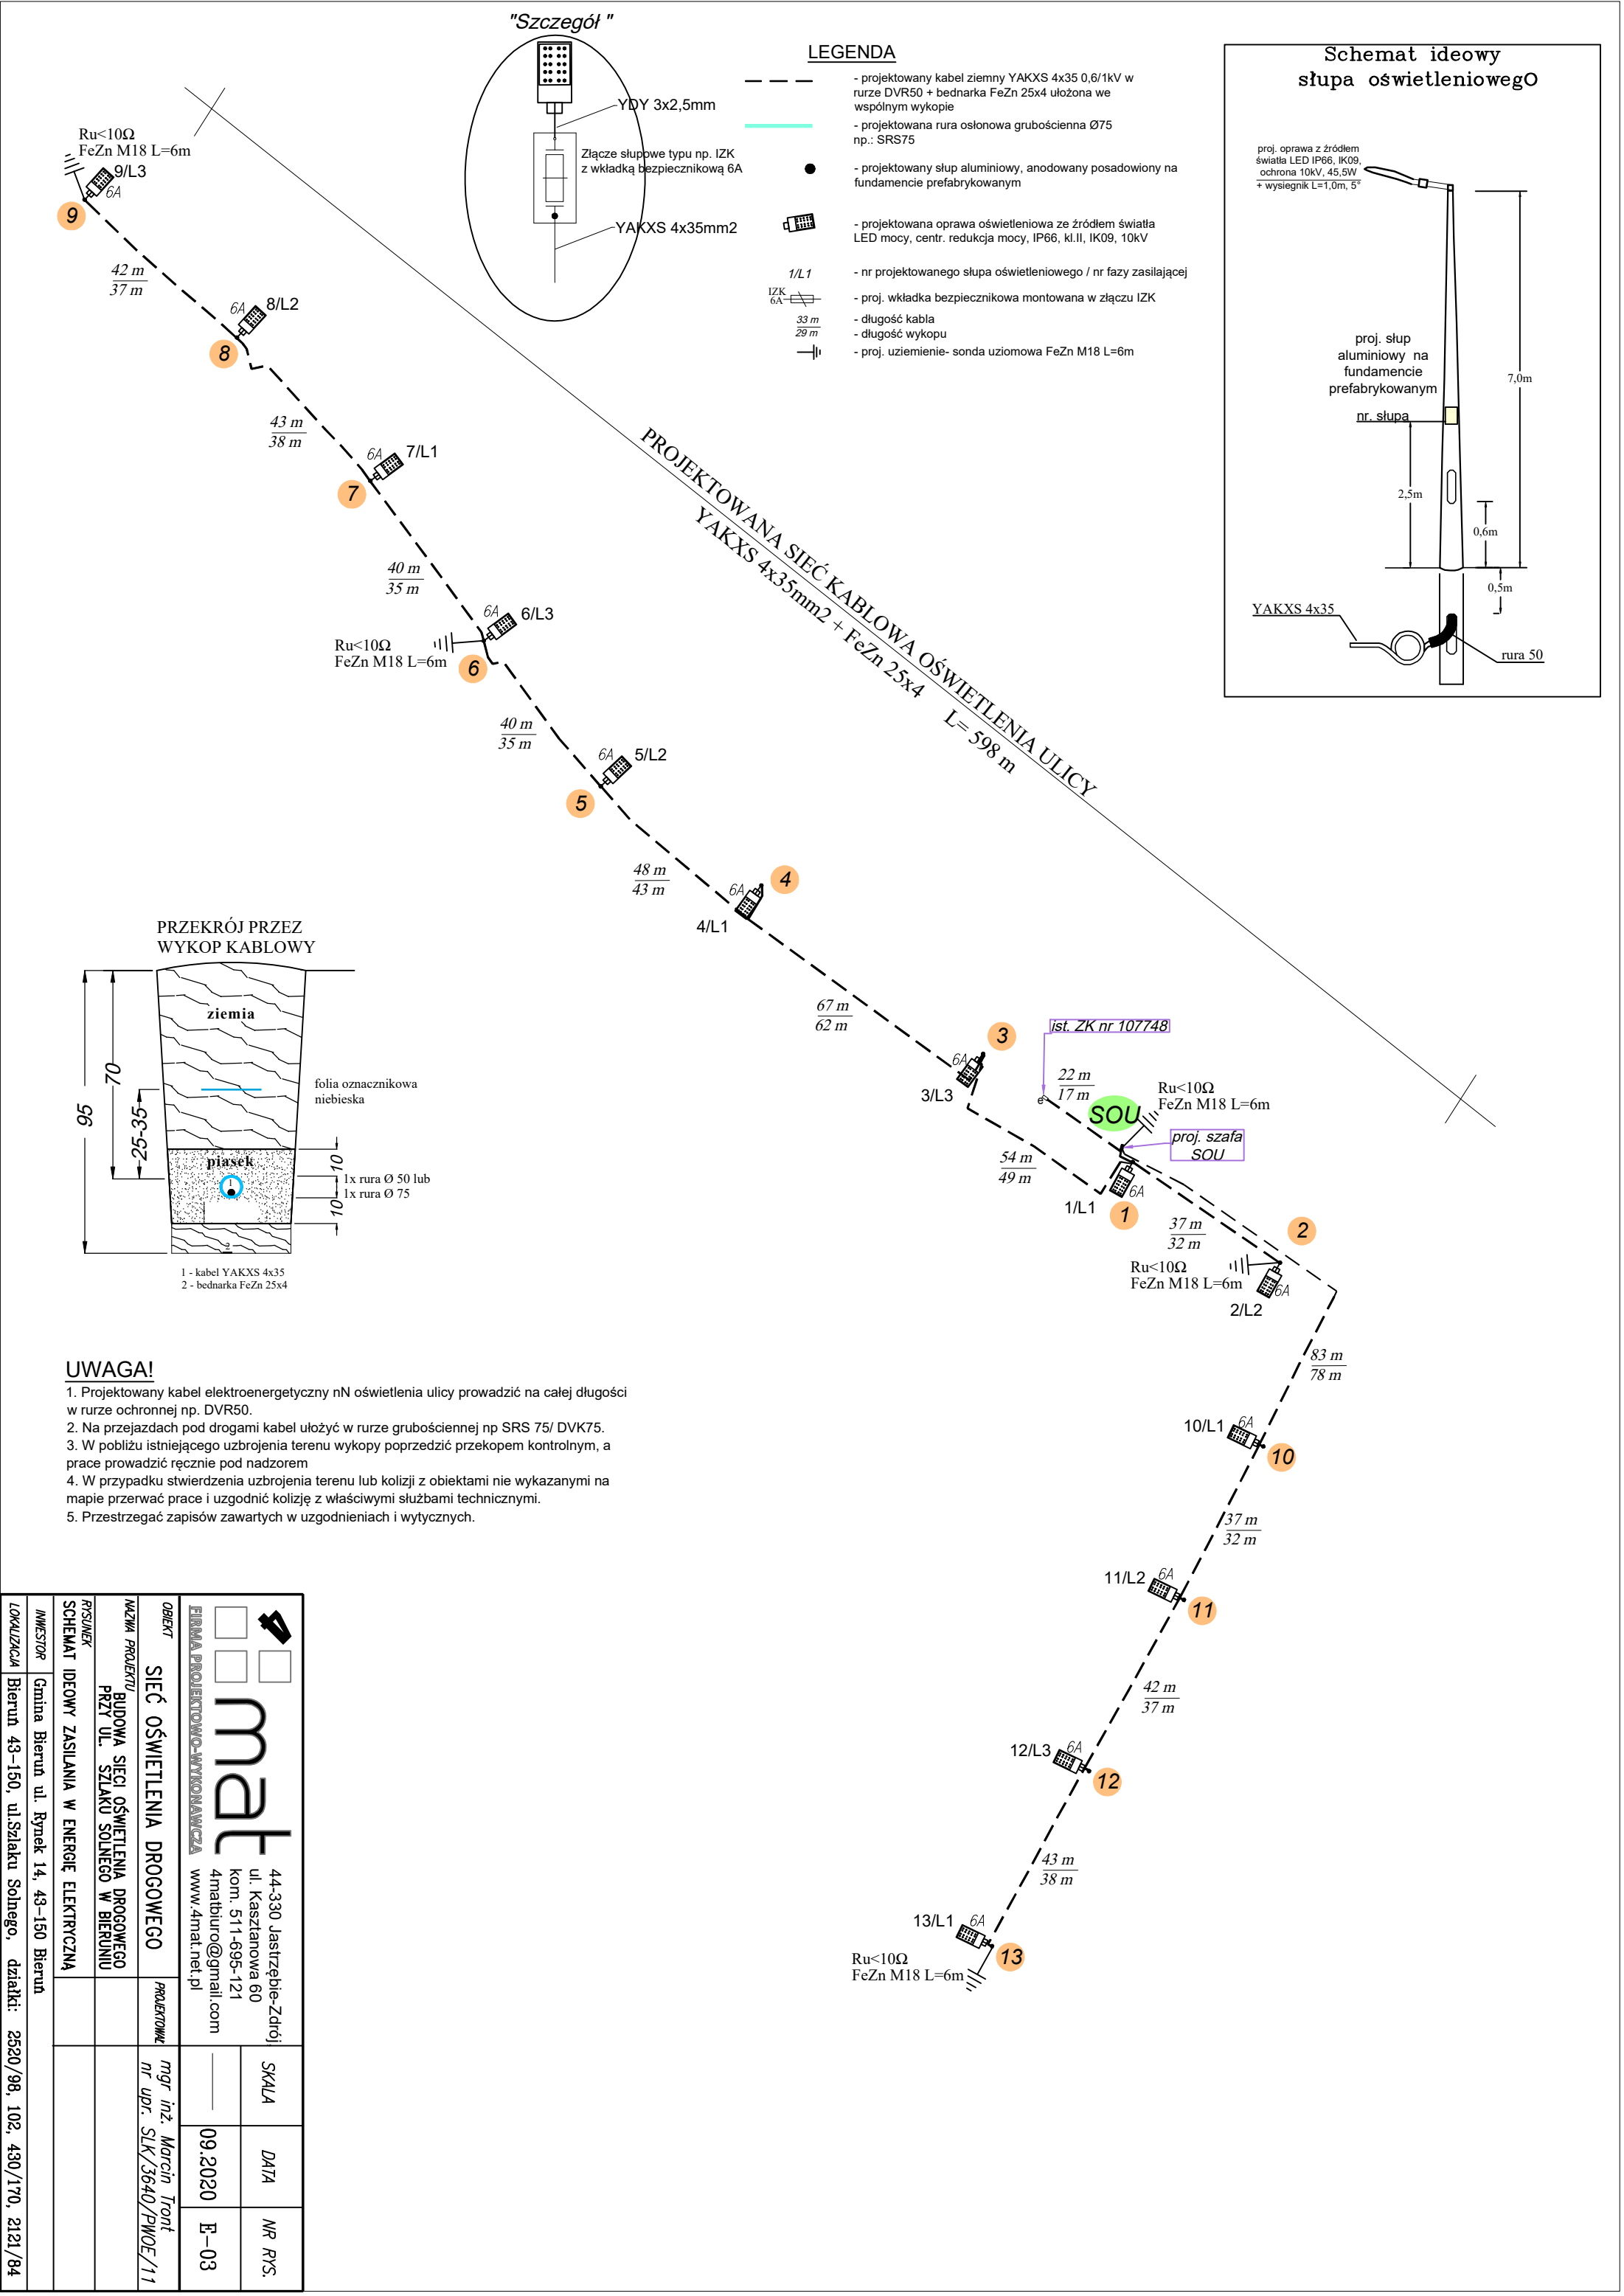 "Szczegół "
YDY 3x2,5mm
Złącze słupowe typu np. IZK
z wkładką bezpiecznikową 6A
YAKXS 4x35mm2
LEGENDA
- projektowany kabel ziemny YAKXS 4x35 0,6/1kV w
rurze DVR50 + bednarka FeZn 25x4 ułożona we
wspólnym wykopie
- projektowana rura osłonowa grubościenna Ø75
np.: SRS75
- projektowany słup aluminiowy, anodowany posadowiony na
fundamencie prefabrykowanym
- projektowana oprawa oświetleniowa ze źródłem światła
LED mocy, centr. redukcja mocy, IP66, kl.II, IK09, 10kV
1/L1 - nr projektowanego słupa oświetleniowego / nr fazy zasilającej
IZK
6A - proj. wkładka bezpiecznikowa montowana w złączu IZK
33 m - długość kabla
29 m - długość wykopu
- proj. uziemienie- sonda uziomowa FeZn M18 L=6m
Schemat ideowy
słupa oświetleniowegO
proj. oprawa z źródłem
światła LED IP66, IK09,
ochrona 10kV, 45,5W
+ wysiegnik L=1,0m, 5°
proj. słup
aluminiowy na
fundamencie
prefabrykowanym
nr. słupa
7,0m
2,5m
0,6m
0,5m
YAKXS 4x35
rura 50
Ru<10Ω
FeZn M18 L=6m
9/L3
6A
9
42 m
37 m
6A
8/L2
8
43 m
38 m
6A
7/L1
7
40 m
35 m
6A
6/L3
Ru<10Ω
FeZn M18 L=6m
6
40 m
35 m
6A
5/L2
5
48 m
43 m
6A
4
4/L1
67 m
62 m
PROJEKTOWANA SIEĆ KABLOWA OŚWIETLENIA ULICY
YAKXS 4x35mm2 + FeZn 25x4 L= 598 m
3
6A
3/L3
54 m
49 m
ist. ZK nr 107748
22 m
17 m
SOU
Ru<10Ω
FeZn M18 L=6m
proj. szafa
SOU
1/L1
6A
1
37 m
32 m
2
Ru<10Ω
FeZn M18 L=6m
6A
2/L2
83 m
78 m
10/L1
6A
10
37 m
32 m
11/L2
6A
11
42 m
37 m
12/L3
6A
12
43 m
38 m
13/L1
6A
13
Ru<10Ω
FeZn M18 L=6m
PRZEKRÓJ PRZEZ
WYKOP KABLOWY
ziemia
95
70
25-35
folia oznacznikowa
niebieska
piasek
10
1
1x rura Ø 50 lub
1x rura Ø 75
10
2
1 - kabel YAKXS 4x35
2 - bednarka FeZn 25x4
UWAGA!
1. Projektowany kabel elektroenergetyczny nN oświetlenia ulicy prowadzić na całej długości
w rurze ochronnej np. DVR50.
2. Na przejazdach pod drogami kabel ułożyć w rurze grubościennej np SRS 75/ DVK75.
3. W pobliżu istniejącego uzbrojenia terenu wykopy poprzedzić przekopem kontrolnym, a
prace prowadzić ręcznie pod nadzorem
4. W przypadku stwierdzenia uzbrojenia terenu lub kolizji z obiektami nie wykazanymi na
mapie przerwać prace i uzgodnić kolizję z właściwymi służbami technicznymi.
5. Przestrzegać zapisów zawartych w uzgodnieniach i wytycznych.
4 mat
FIRMA PROJEKTOWO-WYKONAWCZA
44-330 Jastrzębie-Zdrój
ul. Kasztanowa 60
kom. 511-695-121
4matbiuro@gmail.com
www.4mat.net.pl
SKALA
DATA
09.2020
NR RYS.
E-03
OBIEKT
SIEĆ OŚWIETLENIA DROGOWEGO
PROJEKTOWAŁ
mgr inż. Marcin Tront
nr upr. SLK/3640/PWOE/11
NAZWA PROJEKTU
BUDOWA SIECI OŚWIETLENIA DROGOWEGO
PRZY UL. SZLAKU SOLNEGO W BIERUNIU
RYSUNEK
SCHEMAT IDEOWY ZASILANIA W ENERGIĘ ELEKTRYCZNĄ
INWESTOR
Gmina Bieruń ul. Rynek 14, 43-150 Bieruń
LOKALIZACJA
Bieruń 43-150, ul.Szlaku Solnego, działki: 2520/98, 102, 430/170, 2121/84